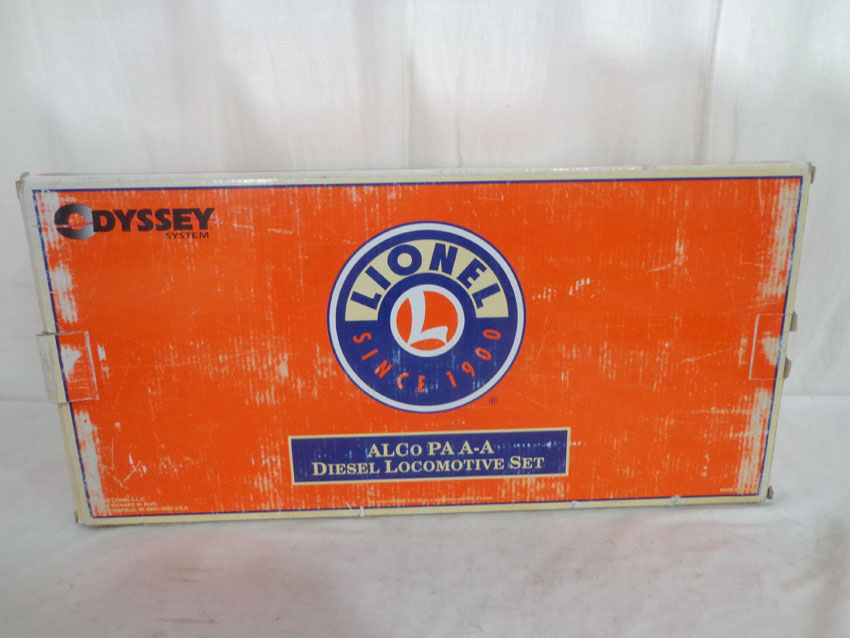 ODYSSEY
SYSTEM
LIONEL
L
SINCE 1900
®
ALCO PA A-A
DIESEL LOCOMOTIVE SET